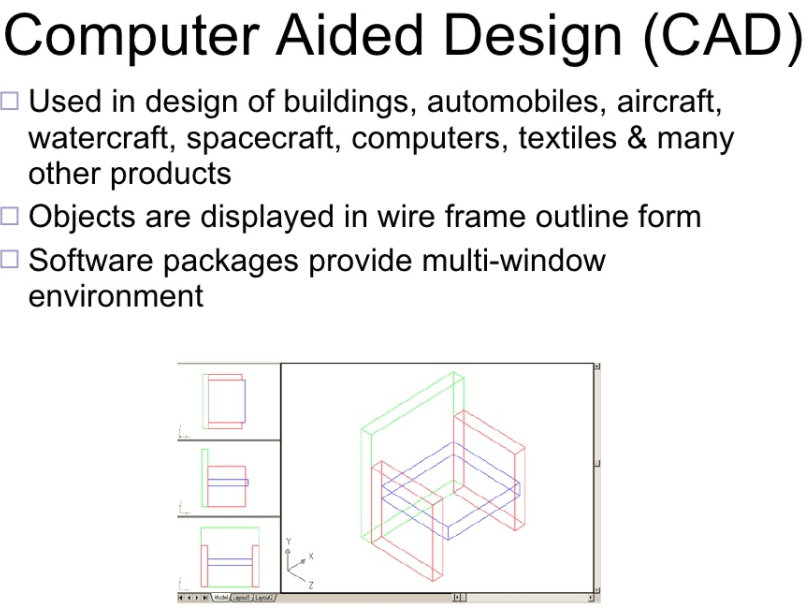 Computer Aided Design (CAD)
Used in design of buildings, automobiles, aircraft,
watercraft, spacecraft, computers, textiles & many
other products
Objects are displayed in wire frame outline form
Software packages provide multi-window
environment
Y
X
Z
Model Layout1 Layout2